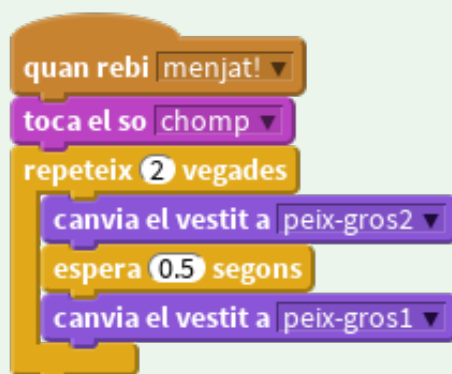 quan rebi menjat!
toca el so chomp
repeteix 2 vegades
canvia el vestit a peix-gros2
espera 0.5 segons
canvia el vestit a peix-gros1